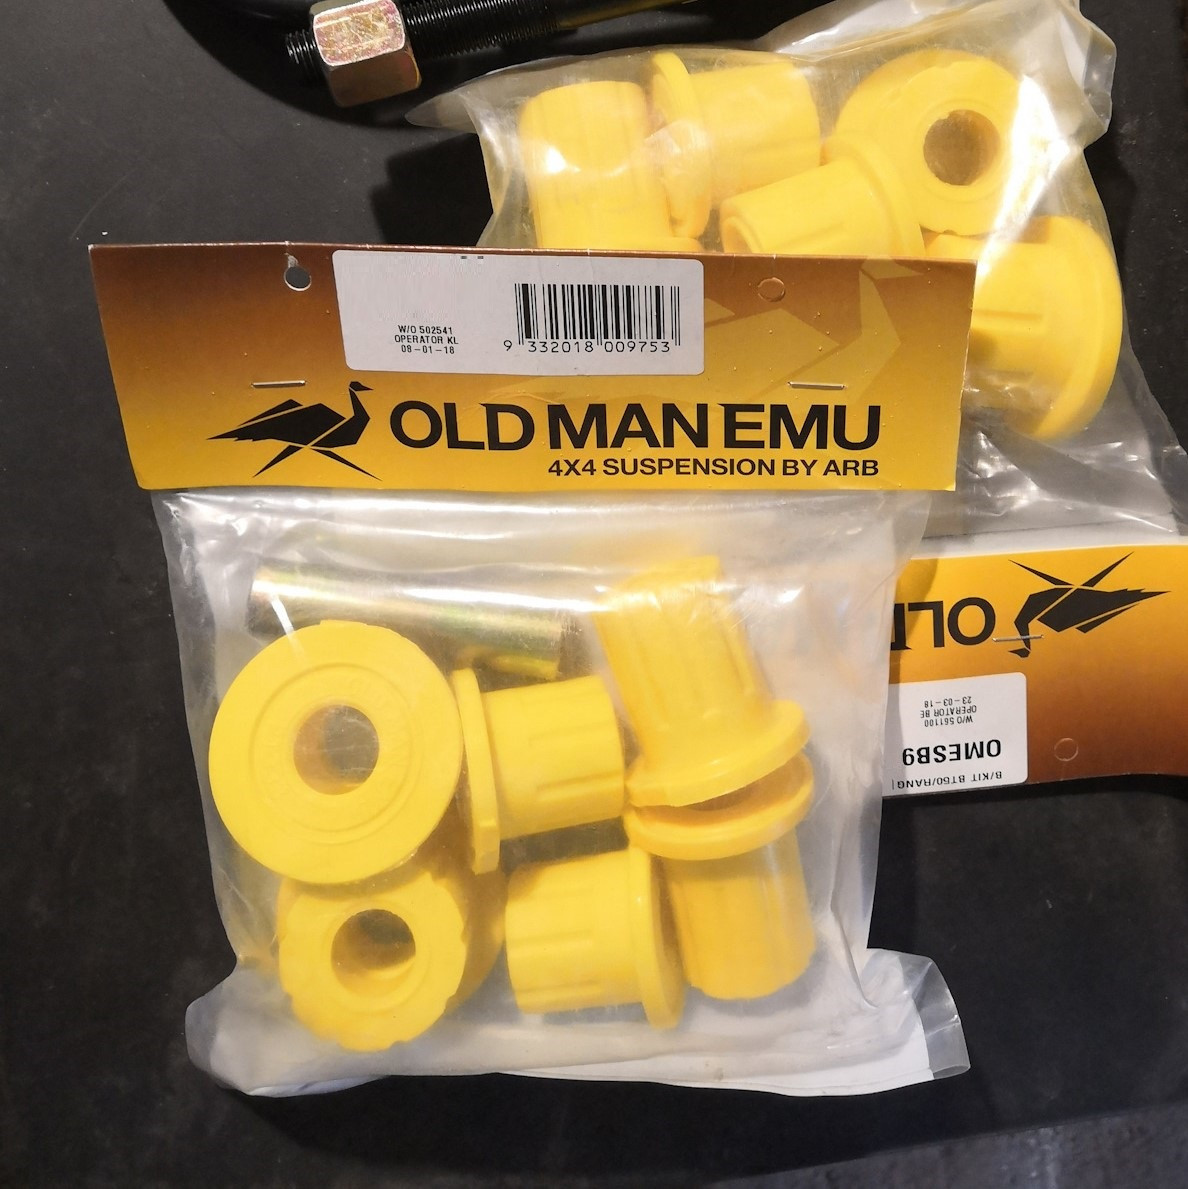 W/O 502541
OPERATOR KL
08-01-18
9 332018 009753
OLD MAN EMU
4X4 SUSPENSION BY ARB
OLD
B/KIT BT50/RANG
OMESB9
W/O 561100
OPERATOR BE
23-03-18